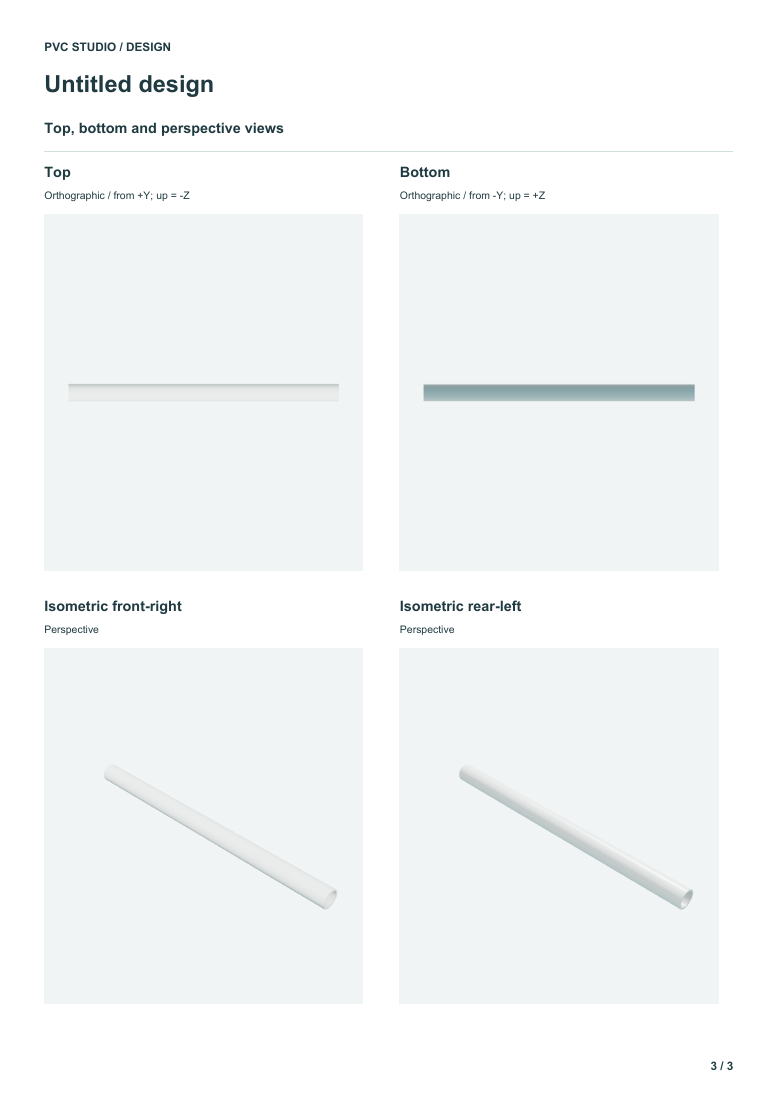 PVC STUDIO / DESIGN
Untitled design
Top, bottom and perspective views
Top
Orthographic / from +Y; up = -Z
Bottom
Orthographic / from -Y; up = +Z
Isometric front-right
Perspective
Isometric rear-left
Perspective
3 / 3